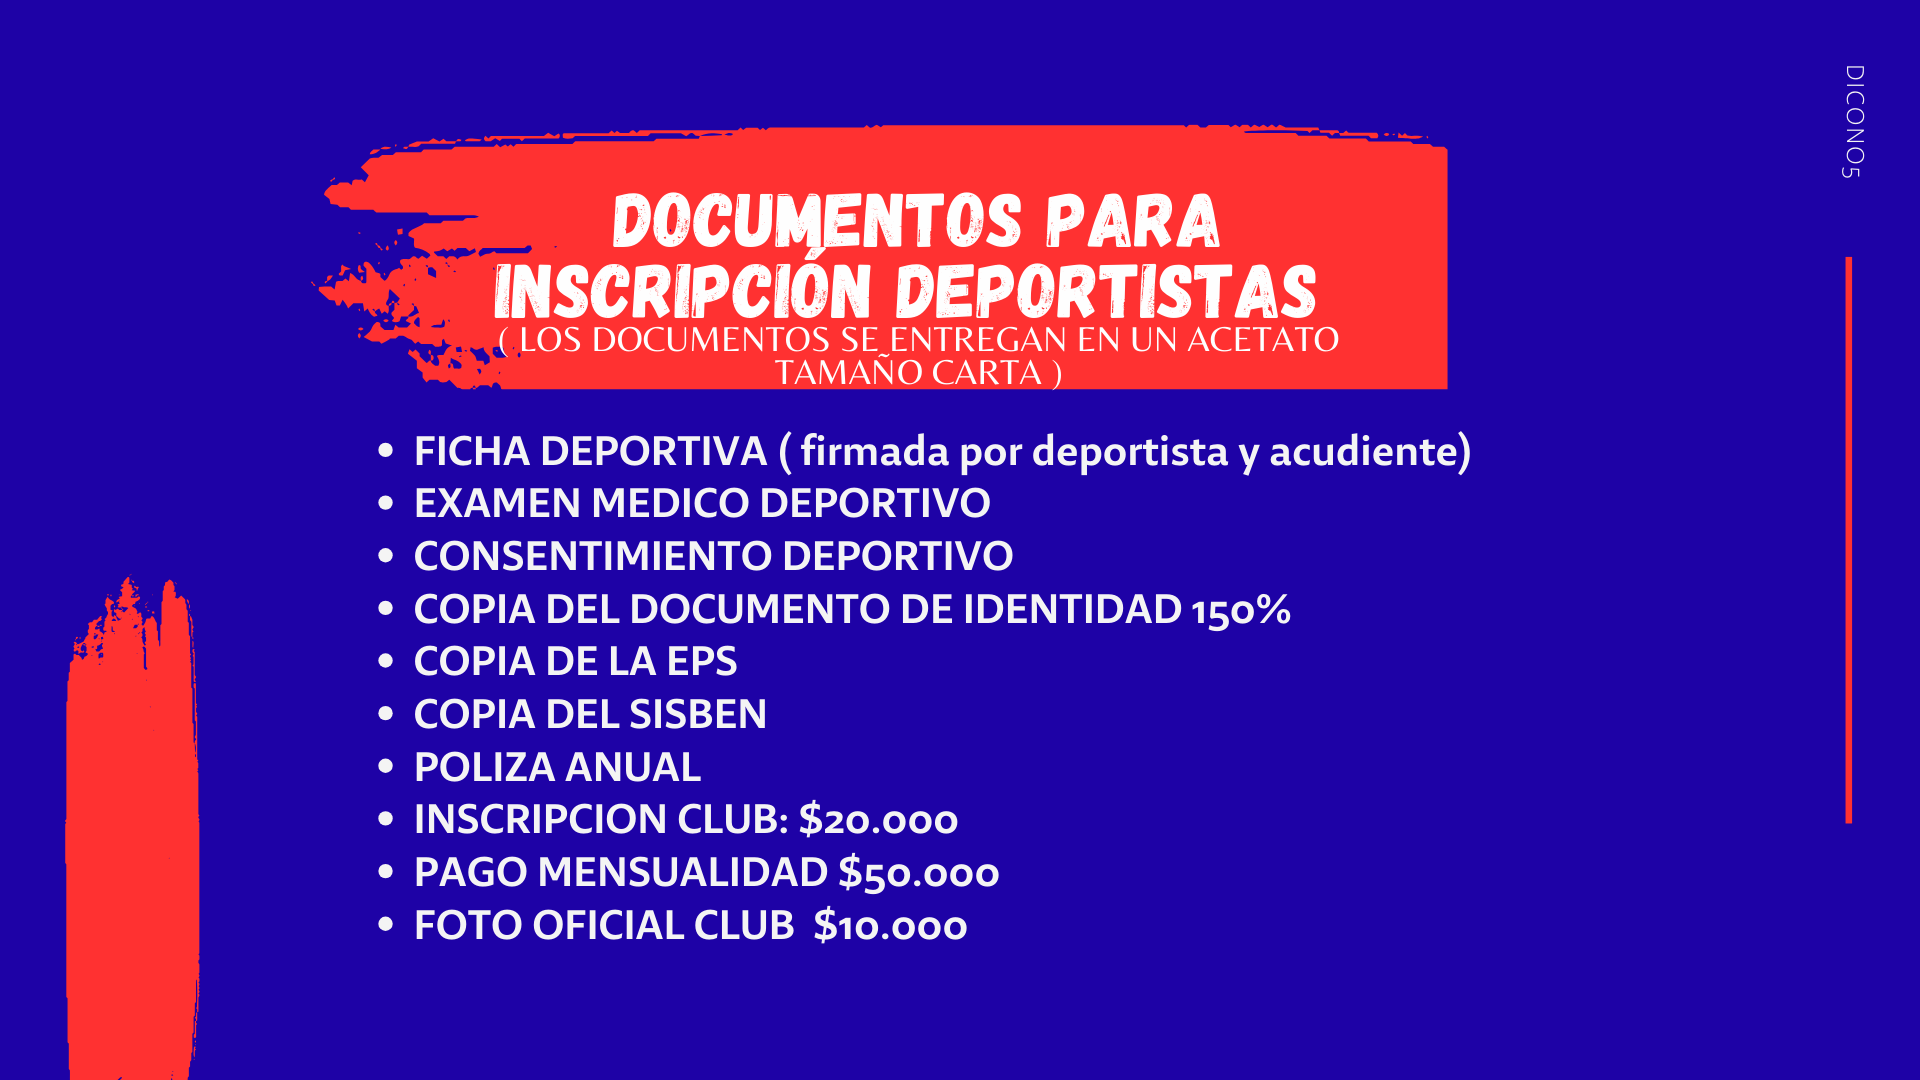 DICONO5
DOCUMENTOS PARA
INSCRIPCIÓN DEPORTISTAS
( LOS DOCUMENTOS SE ENTREGAN EN UN ACETATO
TAMAÑO CARTA )
• FICHA DEPORTIVA ( firmada por deportista y acudiente)
• EXAMEN MEDICO DEPORTIVO
• CONSENTIMIENTO DEPORTIVO
• COPIA DEL DOCUMENTO DE IDENTIDAD 150%
• COPIA DE LA EPS
• COPIA DEL SISBEN
• POLIZA ANUAL
• INSCRIPCION CLUB: $20.000
• PAGO MENSUALIDAD $50.000
• FOTO OFICIAL CLUB  $10.000